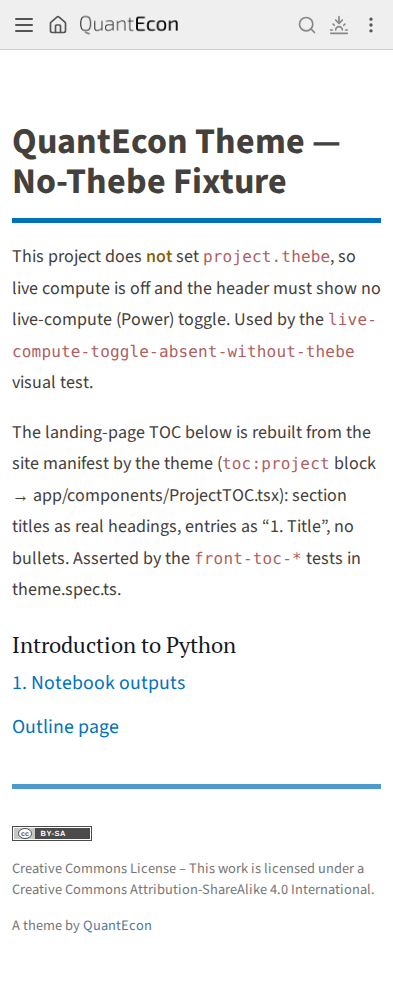 QuantEcon
QuantEcon Theme —
No-Thebe Fixture
This project does not set project.thebe, so
live compute is off and the header must show no
live-compute (Power) toggle. Used by the live-
compute-toggle-absent-without-thebe
visual test.
The landing-page TOC below is rebuilt from the
site manifest by the theme (toc:project block
→ app/components/ProjectTOC.tsx): section
titles as real headings, entries as “1. Title”, no
bullets. Asserted by the front-toc-* tests in
theme.spec.ts.
Introduction to Python
1. Notebook outputs
Outline page
cc BY-SA
Creative Commons License – This work is licensed under a
Creative Commons Attribution-ShareAlike 4.0 International.
A theme by QuantEcon